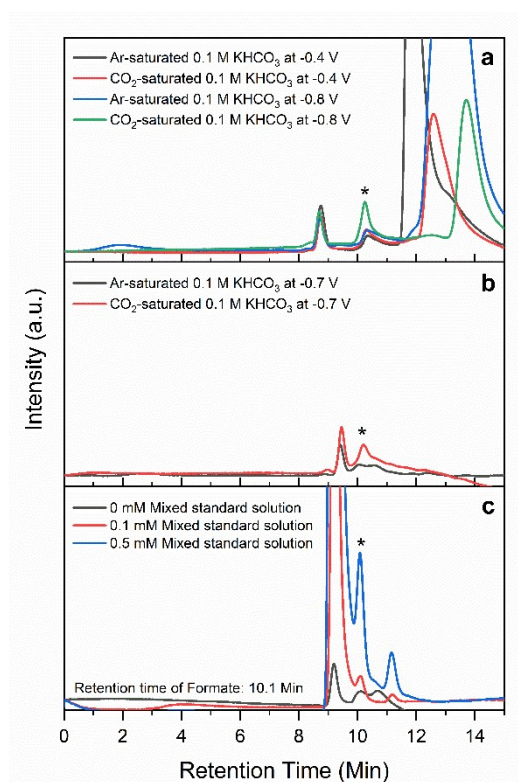 a
Ar-saturated 0.1 M KHCO₃ at -0.4 V
CO₂-saturated 0.1 M KHCO₃ at -0.4 V
Ar-saturated 0.1 M KHCO₃ at -0.8 V
CO₂-saturated 0.1 M KHCO₃ at -0.8 V
*
b
Ar-saturated 0.1 M KHCO₃ at -0.7 V
CO₂-saturated 0.1 M KHCO₃ at -0.7 V
*
Intensity (a.u.)
c
0 mM Mixed standard solution
0.1 mM Mixed standard solution
0.5 mM Mixed standard solution
*
Retention time of Formate: 10.1 Min
0 2 4 6 8 10 12 14
Retention Time (Min)